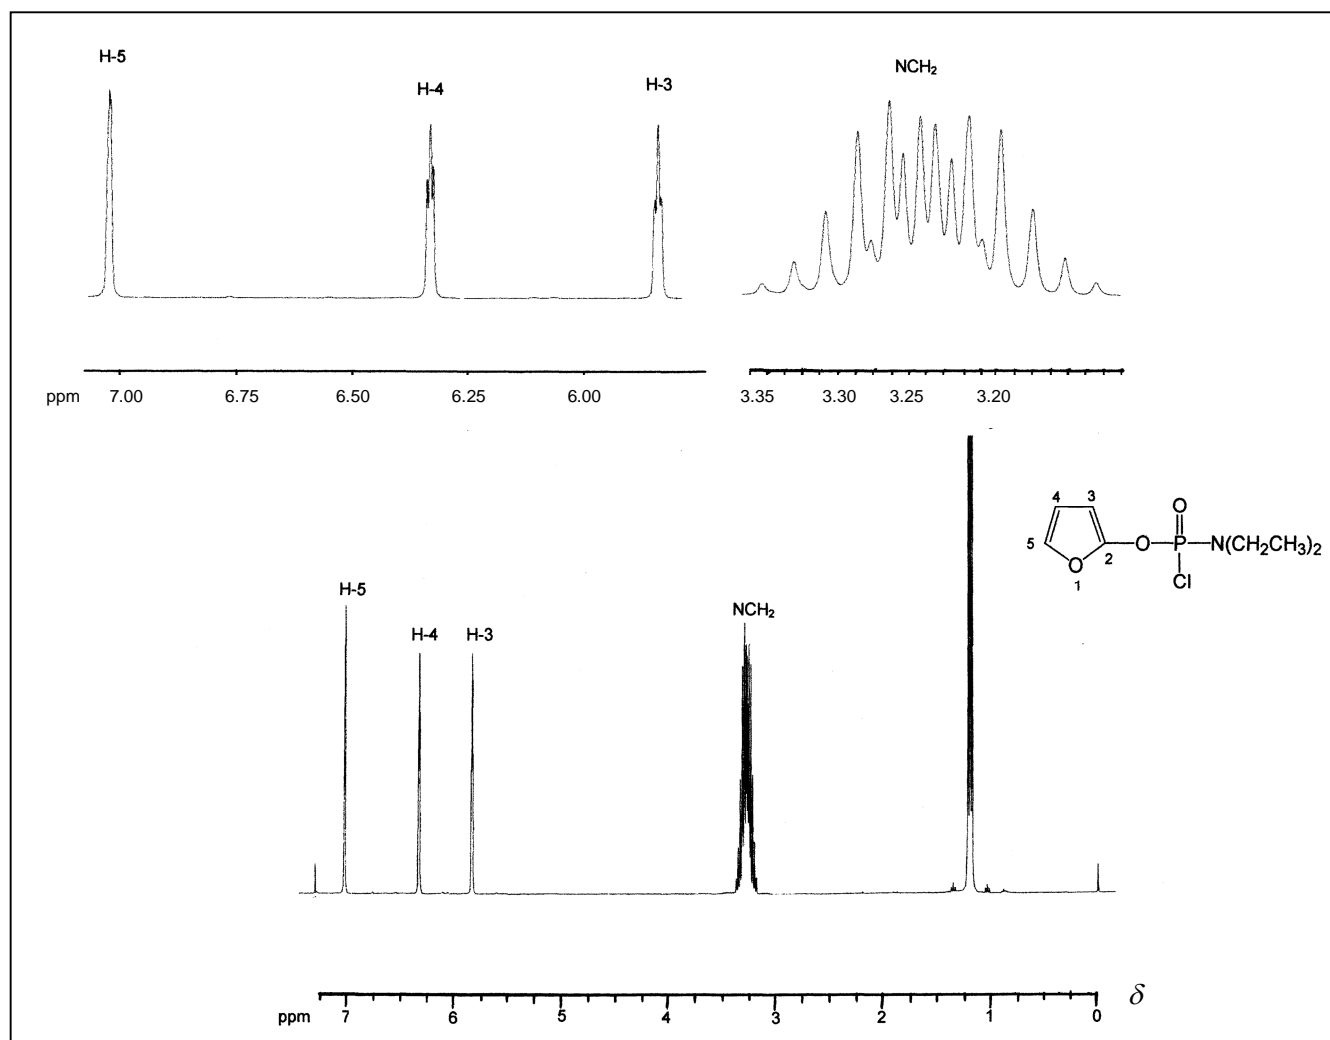 H-5
H-4
H-3
NCH₂
ppm 7.00 6.75 6.50 6.25 6.00
3.35 3.30 3.25 3.20
4 3 O
5 O 2 O P N(CH₂CH₃)₂
1 Cl
H-5
H-4 H-3
NCH₂
ppm 7 6 5 4 3 2 1 0 δ